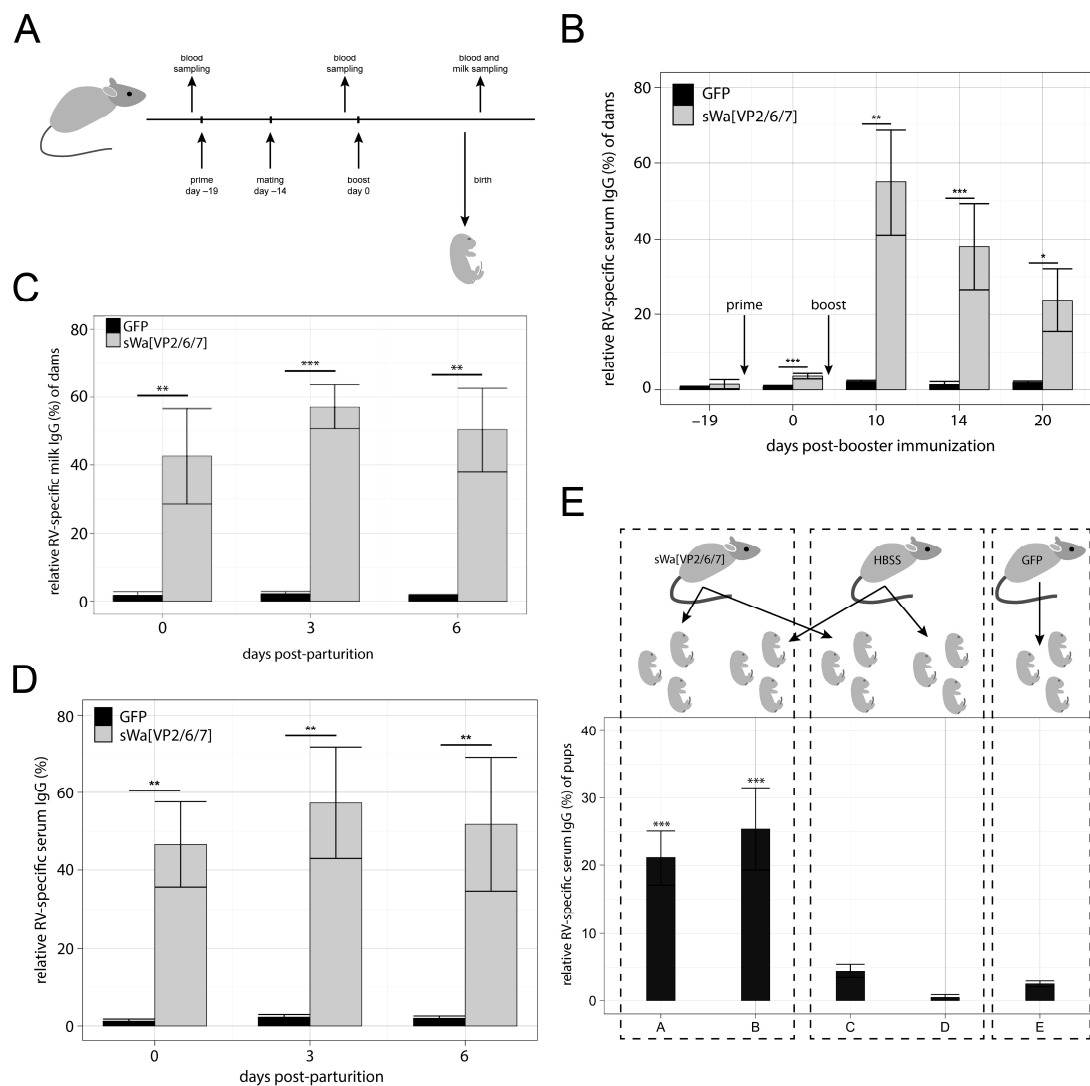 A
blood
sampling
blood
sampling
blood and
milk sampling
prime
day –19
mating
day –14
boost
day 0
birth
B
relative RV-specific serum IgG (%) of dams
80
60
40
20
0
GFP
sWa[VP2/6/7]
prime
boost
***
**
***
*
–19
0
10
14
20
days post-booster immunization
C
relative RV-specific milk IgG (%) of dams
80
60
40
20
0
GFP
sWa[VP2/6/7]
**
***
**
0
3
6
days post-parturition
D
relative RV-specific serum IgG (%)
80
60
40
20
0
GFP
sWa[VP2/6/7]
**
**
**
0
3
6
days post-parturition
E
sWa[VP2/6/7]
HBSS
GFP
relative RV-specific serum IgG (%) of pups
40
30
20
10
0
***
***
A
B
C
D
E